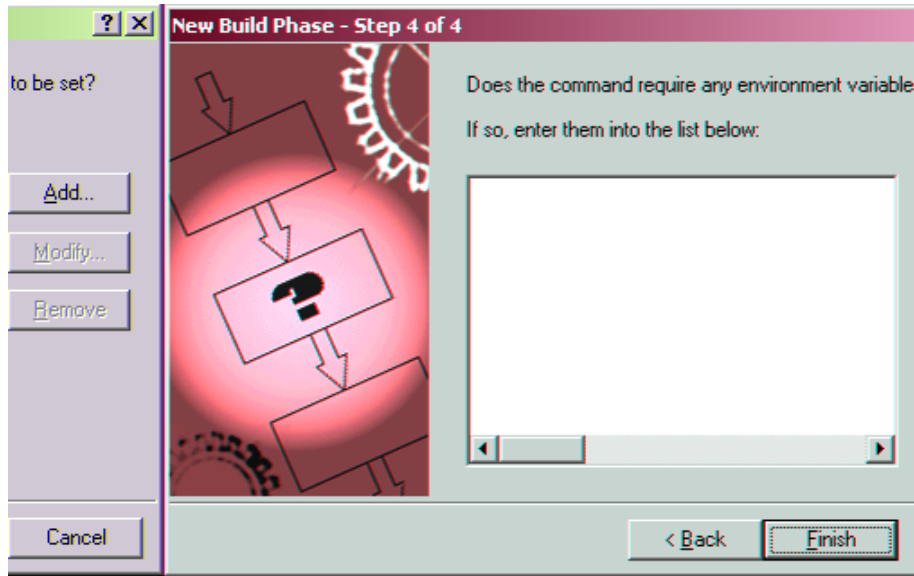 to be set?
Add...
Modify...
Remove
Cancel
New Build Phase - Step 4 of 4
Does the command require any environment variable
If so, enter them into the list below:
?
< Back
Finish